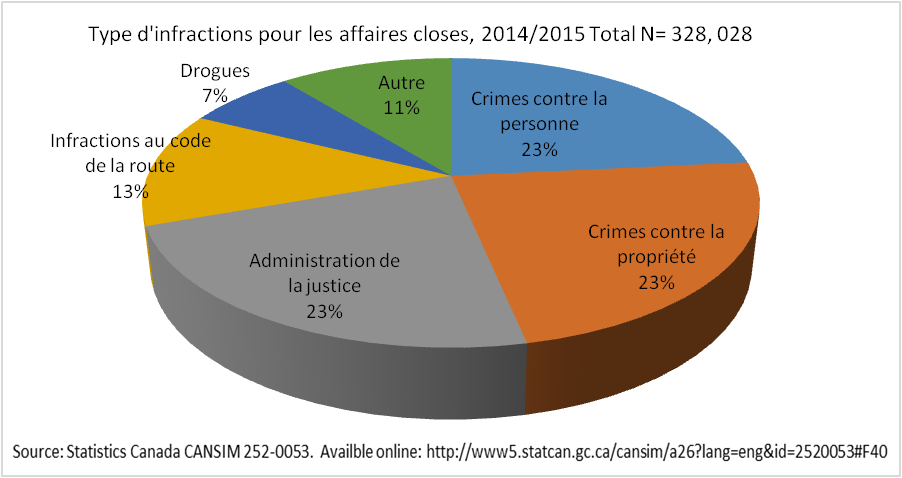 Type d'infractions pour les affaires closes, 2014/2015 Total N= 328, 028
Drogues
7%
Autre
11%
Crimes contre la
personne
23%
Infractions au code
de la route
13%
Crimes contre la
propriété
23%
Administration de
la justice
23%
Source: Statistics Canada CANSIM 252-0053.  Availble online: http://www5.statcan.gc.ca/cansim/a26?lang=eng&id=2520053#F40